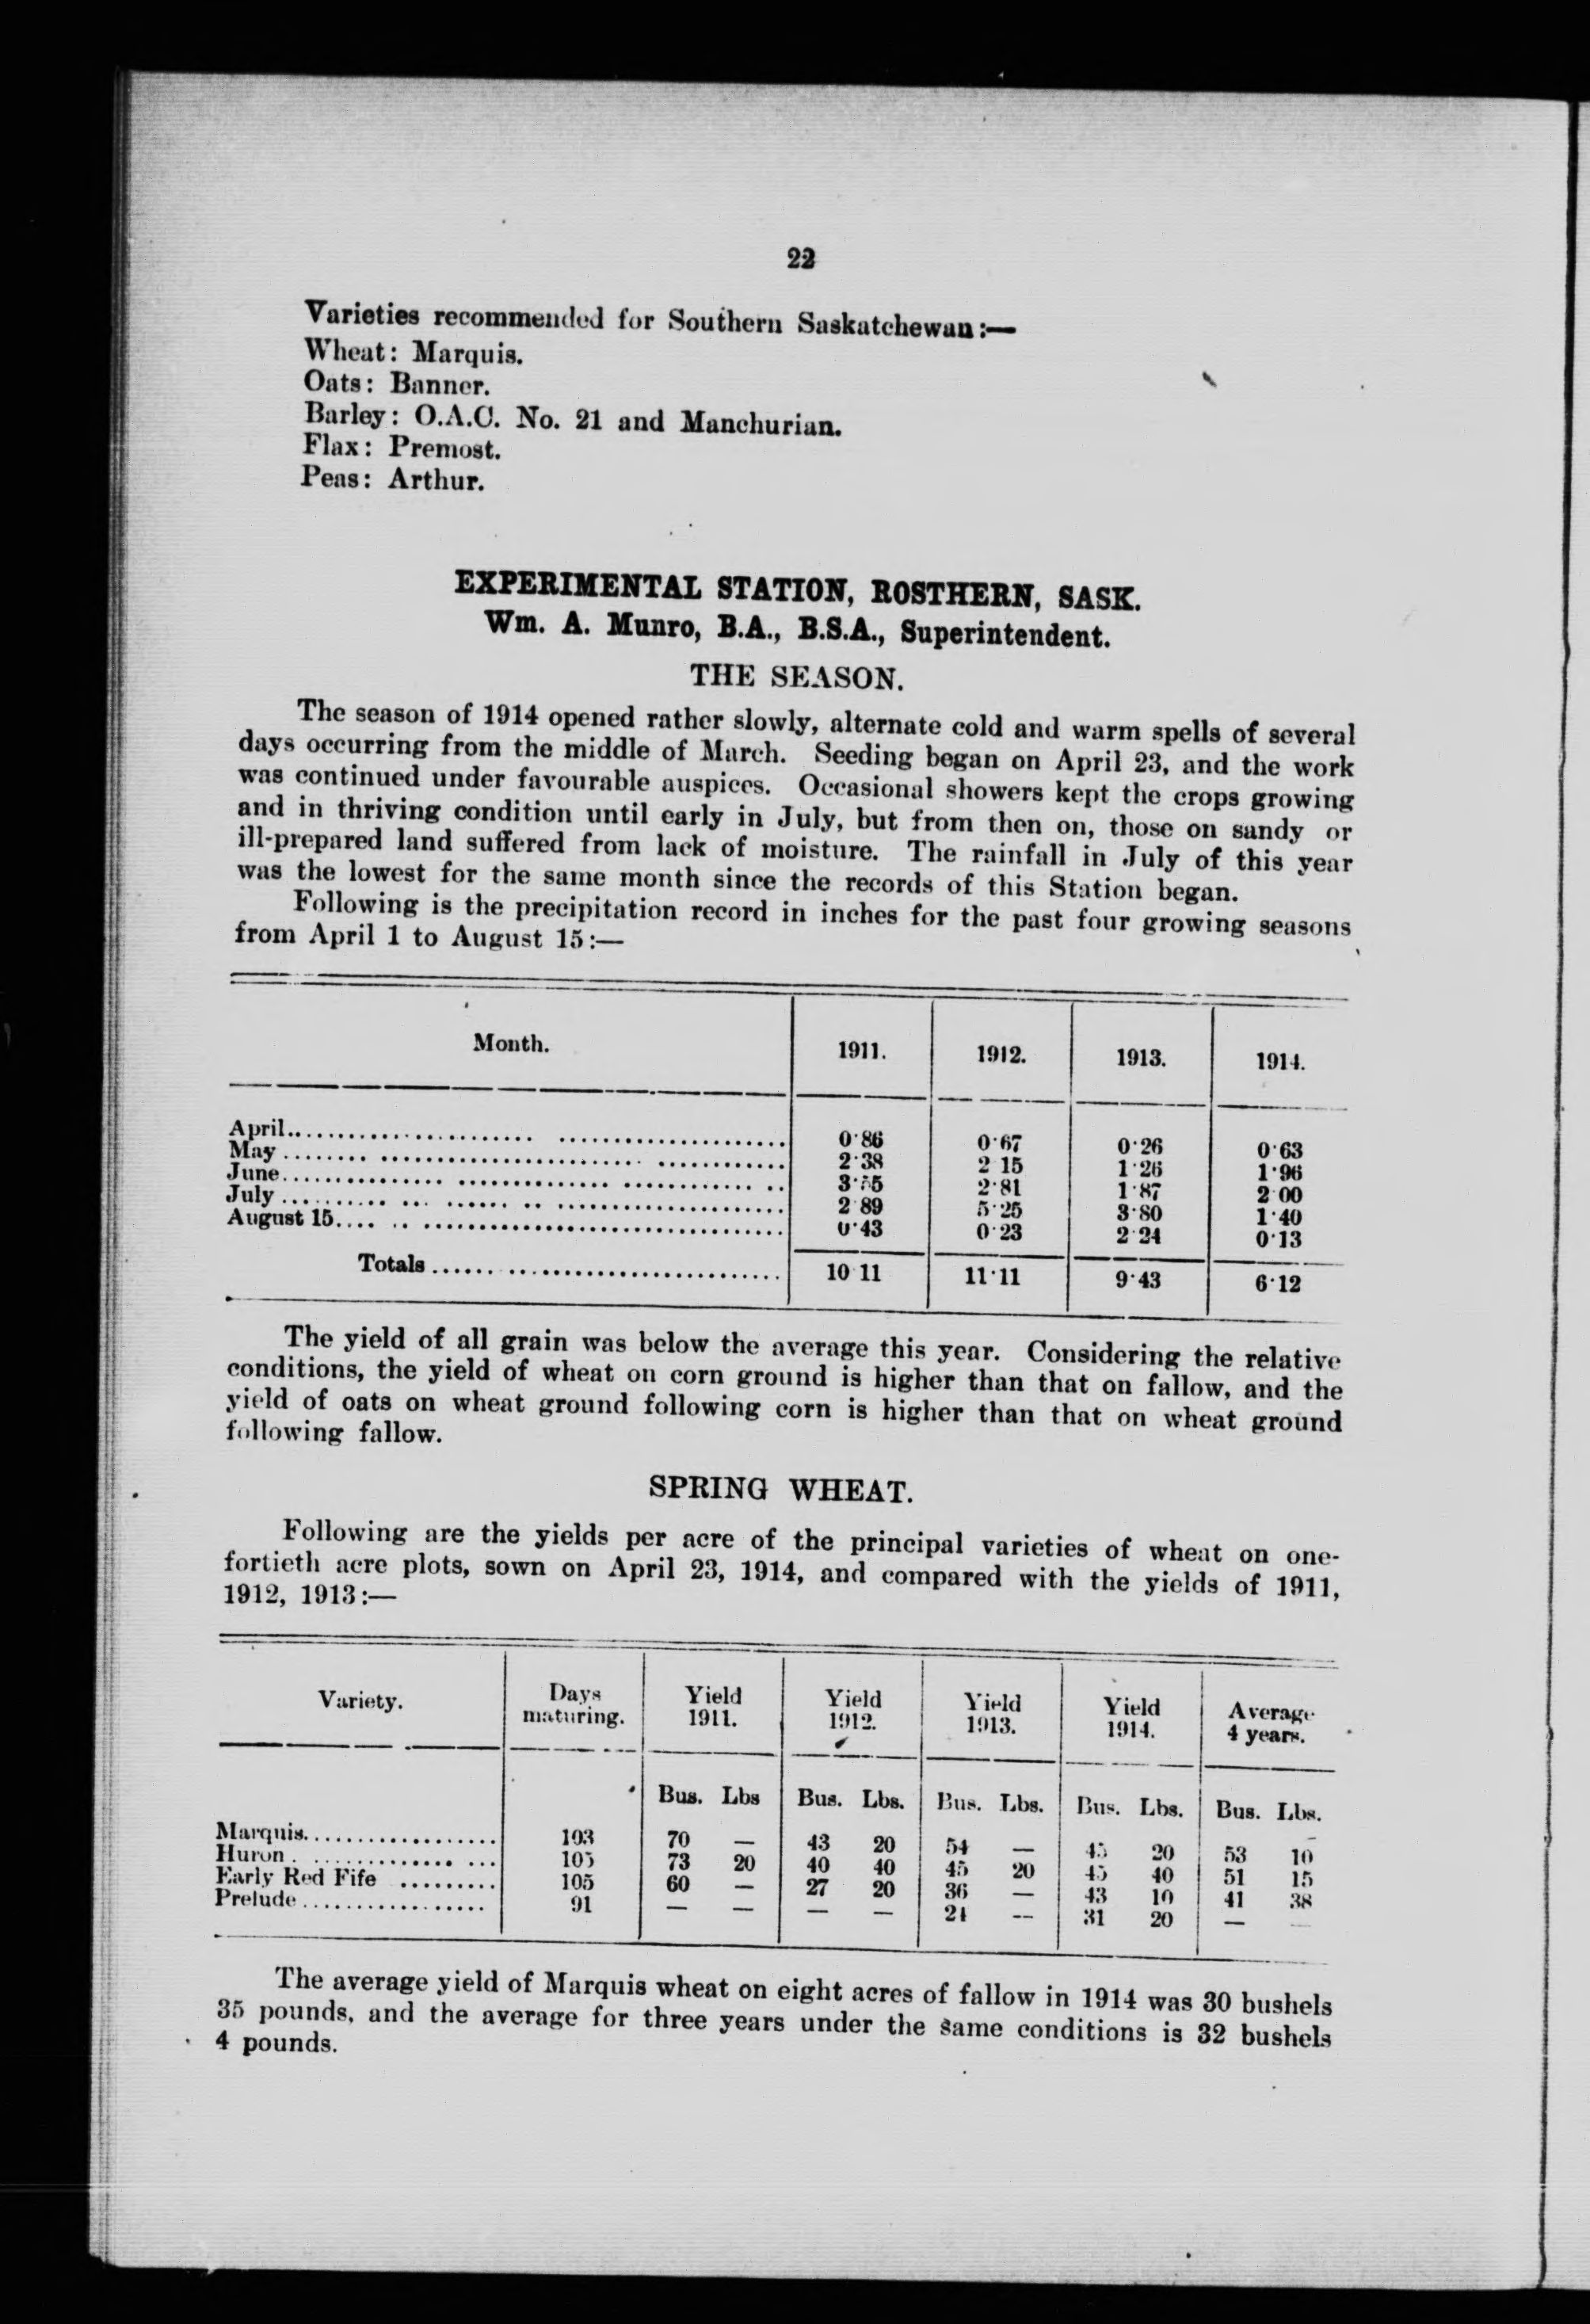 22
Varieties recommended for Southern Saskatchewan:—
Wheat: Marquis.
Oats: Banner.
Barley: O.A.C. No. 21 and Manchurian.
Flax: Premost.
Peas: Arthur.
EXPERIMENTAL STATION, ROSTHERN, SASK.
Wm. A. Munro, B.A., B.S.A., Superintendent.
THE SEASON.
The season of 1914 opened rather slowly, alternate cold and warm spells of several
days occurring from the middle of March. Seeding began on April 23, and the work
was continued under favourable auspices. Occasional showers kept the crops growing
and in thriving condition until early in July, but from then on, those on sandy or
ill-prepared land suffered from lack of moisture. The rainfall in July of this year
was the lowest for the same month since the records of this Station began.
Following is the precipitation record in inches for the past four growing seasons
from April 1 to August 15:—
Month. 1911. 1912. 1913. 1914.
April 0·86 0·67 0·26 0·63
May 2·38 2 15 1·26 1·96
June 3·55 2·81 1·87 2 00
July 2 89 5·25 3·80 1·40
August 15 0·43 0·23 2·24 0·13
Totals 10 11 11·11 9·43 6·12
The yield of all grain was below the average this year. Considering the relative
conditions, the yield of wheat on corn ground is higher than that on fallow, and the
yield of oats on wheat ground following corn is higher than that on wheat ground
following fallow.
SPRING WHEAT.
Following are the yields per acre of the principal varieties of wheat on one-
fortieth acre plots, sown on April 23, 1914, and compared with the yields of 1911,
1912, 1913:—
Variety. Days maturing. Yield 1911. Yield 1912. Yield 1913. Yield 1914. Average 4 years.
Bus. Lbs Bus. Lbs. Bus. Lbs. Bus. Lbs. Bus. Lbs.
Marquis 103 70 — 43 20 54 — 45 20 53 10
Huron 105 73 20 40 40 45 20 45 40 51 15
Early Red Fife 105 60 — 27 20 36 — 43 10 41 38
Prelude 91 — — — — 24 — 31 20 — —
The average yield of Marquis wheat on eight acres of fallow in 1914 was 30 bushels
35 pounds, and the average for three years under the same conditions is 32 bushels
4 pounds.